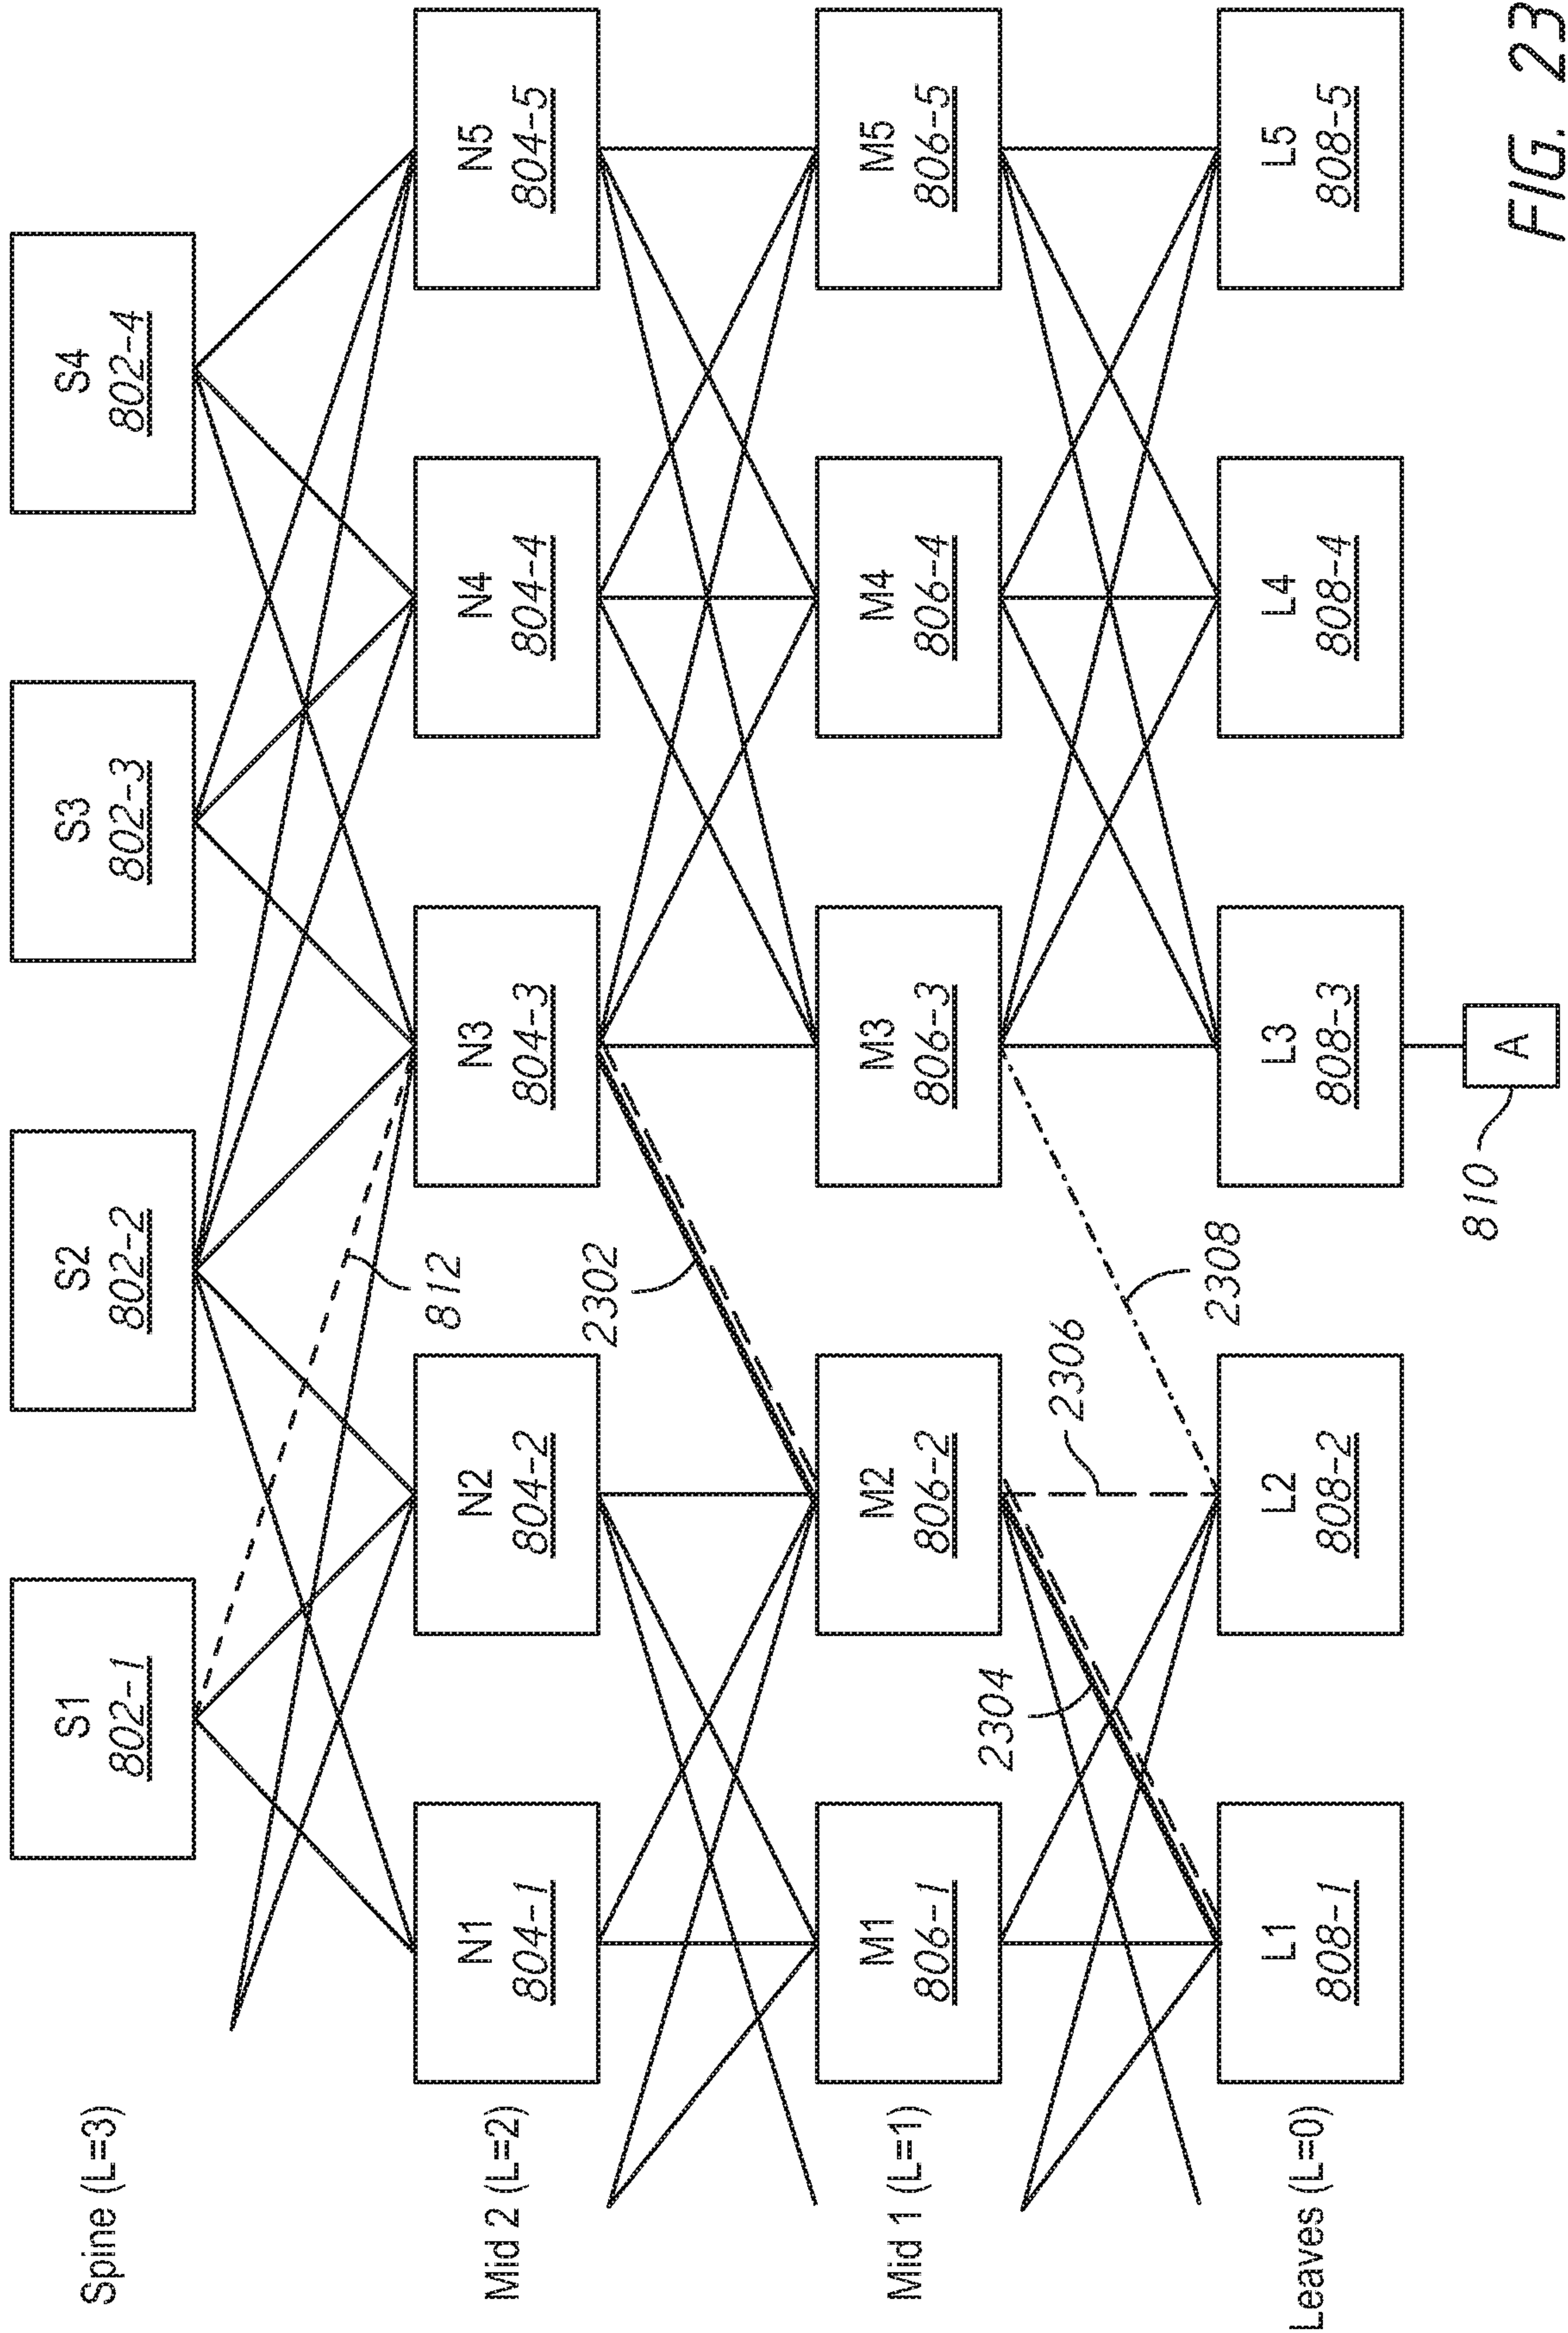 Spine (L=3)
S1
802-1
S2
802-2
S3
802-3
S4
802-4
812
Mid 2 (L=2)
N1
804-1
N2
804-2
N3
804-3
N4
804-4
N5
804-5
2302
Mid 1 (L=1)
M1
806-1
M2
806-2
M3
806-3
M4
806-4
M5
806-5
2304
2306
2308
Leaves (L=0)
L1
808-1
L2
808-2
L3
808-3
L4
808-4
L5
808-5
810
A
FIG. 23